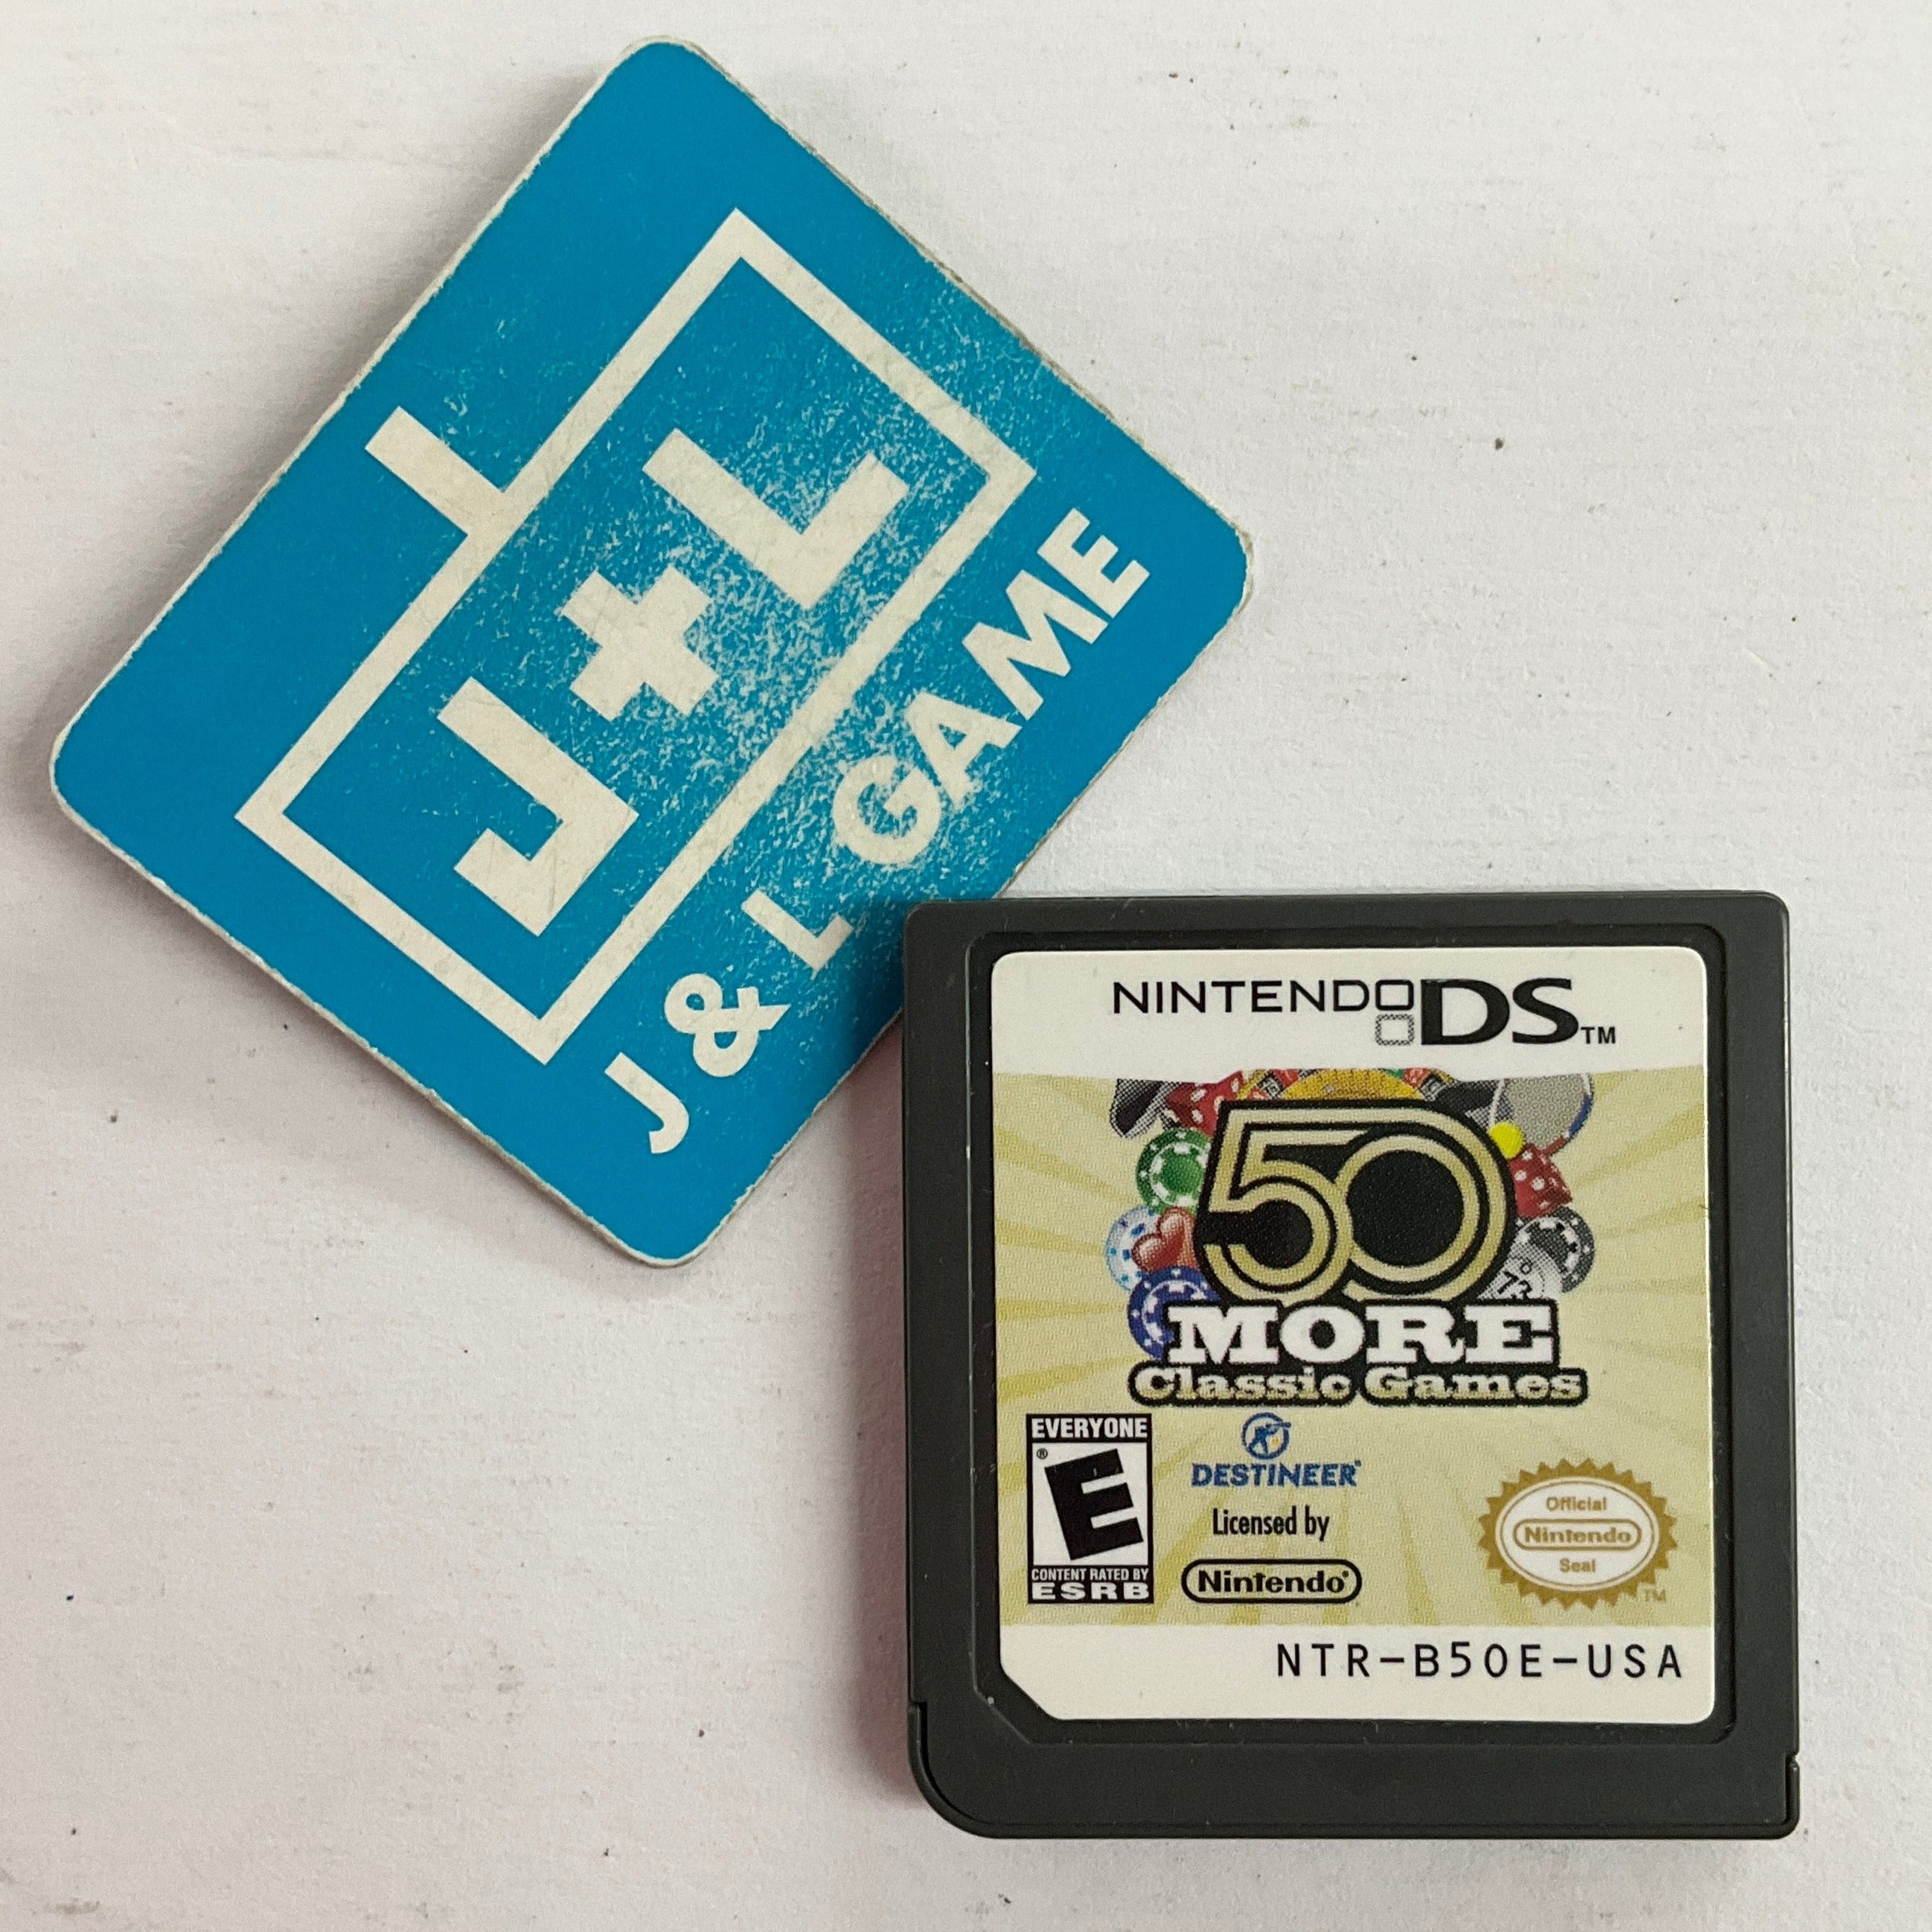 J+L
J & L GAME
NINTENDO DS™
50
MORE
Classic Games
EVERYONE
®
E
CONTENT RATED BY
ESRB
DESTINEER®
Licensed by
Nintendo®
Official
Nintendo
Seal
TM
NTR-B50E-USA